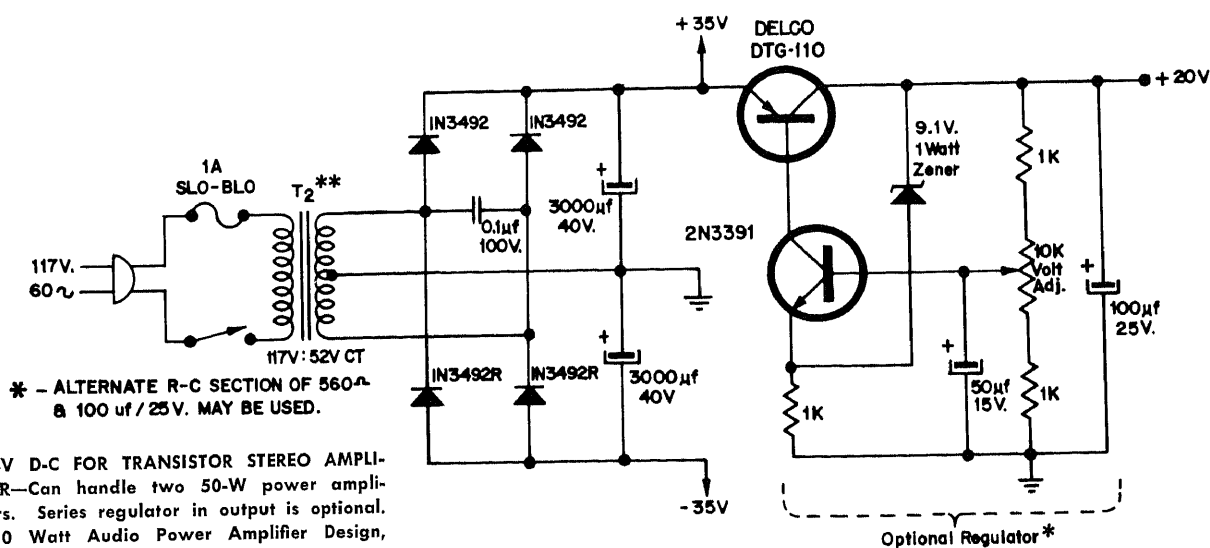 +35V
DELCO
DTG-110
+20V
IN3492
IN3492
9.1V.
1Watt
Zener
1K
1A
SLO-BLO
T2**
+
3000µf
40V.
0.1µf
100V.
2N3391
117V.
60~
10K
Volt
Adj.
+
100µf
25V.
117V:52V CT
+
3000µf
40V
IN3492R
IN3492R
+
50µf
15V.
1K
1K
* - ALTERNATE R-C SECTION OF 560Ω
& 100 uf/25V. MAY BE USED.
V D-C FOR TRANSISTOR STEREO AMPLI-
R—Can handle two 50-W power ampli-
rs. Series regulator in output is optional.
0 Watt Audio Power Amplifier Design,
-35V
Optional Regulator*